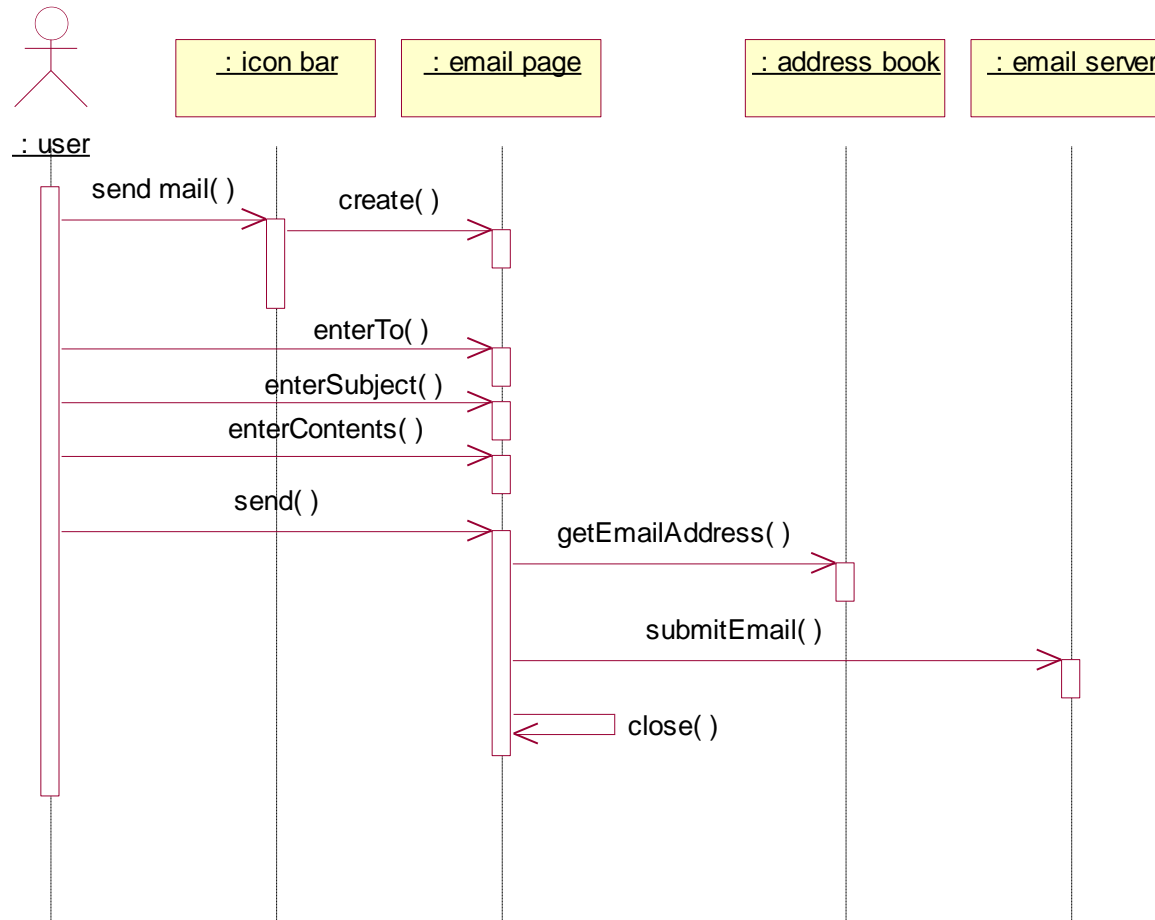 : icon bar
: email page
: address book
: email server
: user
send mail( )
create( )
enterTo( )
enterSubject( )
enterContents( )
send( )
getEmailAddress( )
submitEmail( )
close( )